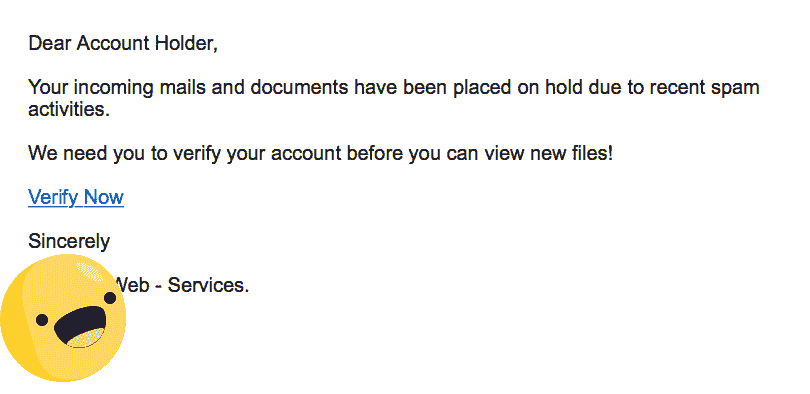 Dear Account Holder,
Your incoming mails and documents have been placed on hold due to recent spam
activities.
We need you to verify your account before you can view new files!
Verify Now
Sincerely
Web - Services.